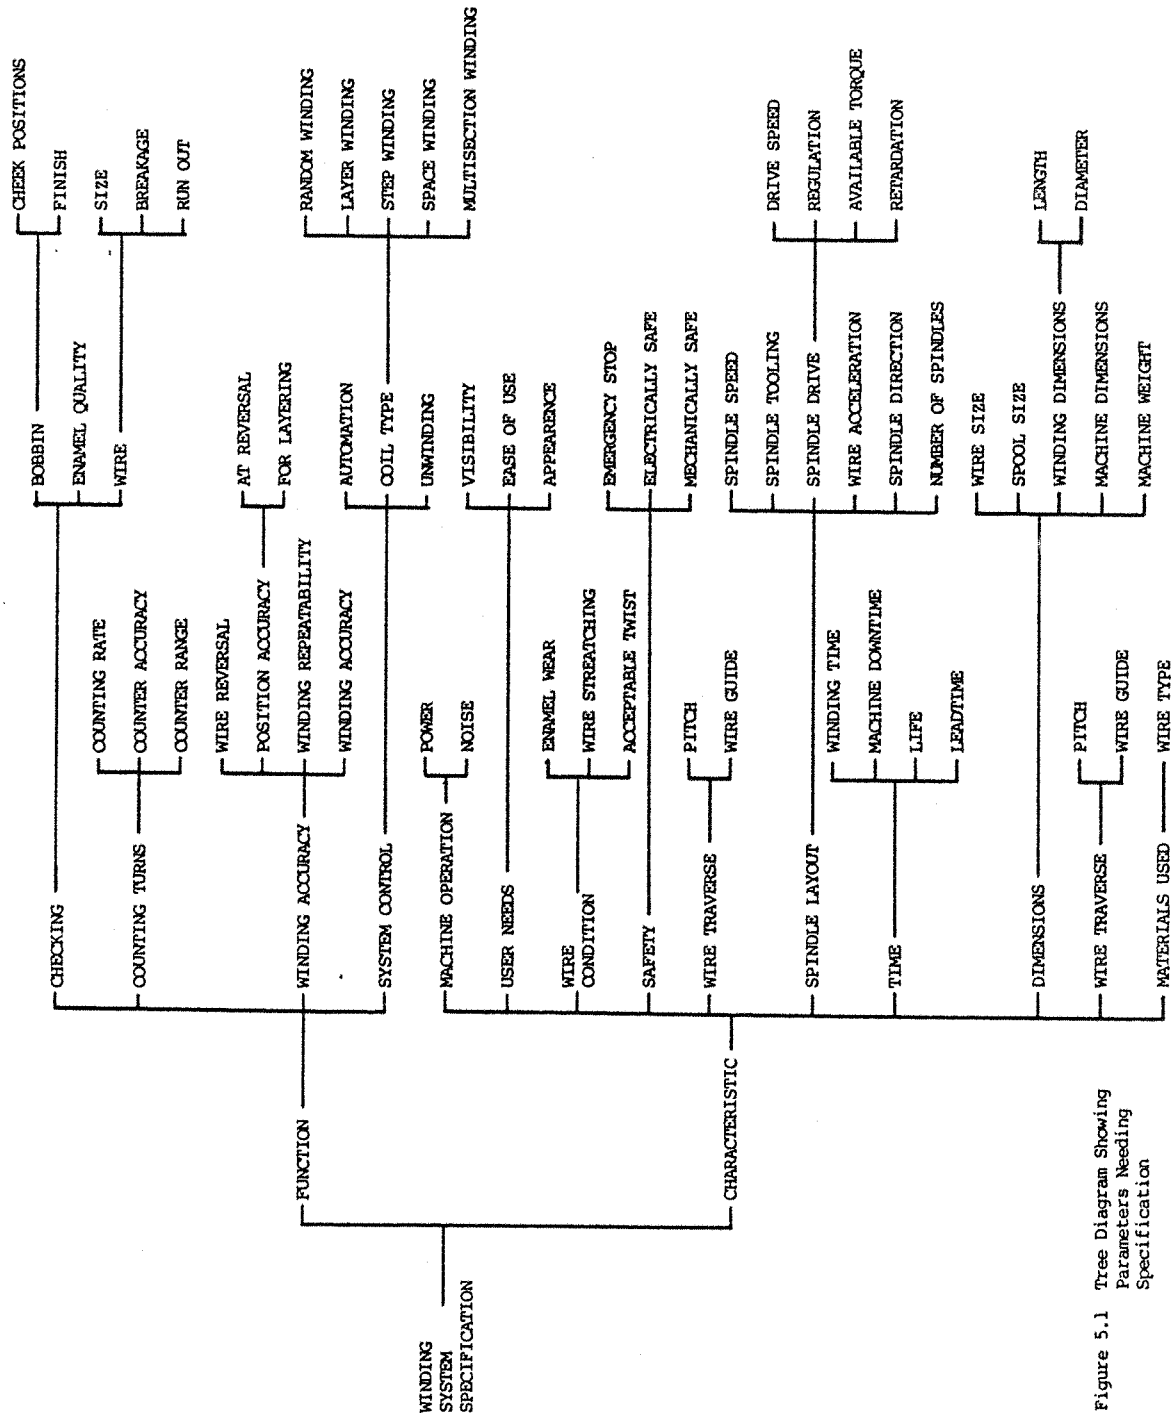 WINDING
SYSTEM
SPECIFICATION
FUNCTION
CHECKING
BOBBIN
CHEEK POSITIONS
FINISH
ENAMEL QUALITY
WIRE
SIZE
BREAKAGE
RUN OUT
COUNTING TURNS
COUNTING RATE
COUNTER ACCURACY
COUNTER RANGE
WINDING ACCURACY
WIRE REVERSAL
POSITION ACCURACY
AT REVERSAL
FOR LAYERING
WINDING REPEATABILITY
WINDING ACCURACY
SYSTEM CONTROL
AUTOMATION
COIL TYPE
RANDOM WINDING
LAYER WINDING
STEP WINDING
SPACE WINDING
MULTISECTION WINDING
UNWINDING
CHARACTERISTIC
MACHINE OPERATION
POWER
NOISE
USER NEEDS
VISIBILITY
EASE OF USE
APPEARENCE
WIRE
CONDITION
ENAMEL WEAR
WIRE STREATCHING
ACCEPTABLE TWIST
SAFETY
EMERGENCY STOP
ELECTRICALLY SAFE
MECHANICALLY SAFE
WIRE TRAVERSE
PITCH
WIRE GUIDE
SPINDLE LAYOUT
SPINDLE SPEED
SPINDLE TOOLING
SPINDLE DRIVE
DRIVE SPEED
REGULATION
AVAILABLE TORQUE
RETARDATION
WIRE ACCELERATION
SPINDLE DIRECTION
NUMBER OF SPINDLES
TIME
WINDING TIME
MACHINE DOWNTIME
LIFE
LEADTIME
DIMENSIONS
WIRE SIZE
SPOOL SIZE
WINDING DIMENSIONS
LENGTH
DIAMETER
MACHINE DIMENSIONS
MACHINE WEIGHT
WIRE TRAVERSE
PITCH
WIRE GUIDE
MATERIALS USED
WIRE TYPE
Figure 5.1 Tree Diagram Showing
Parameters Needing
Specification